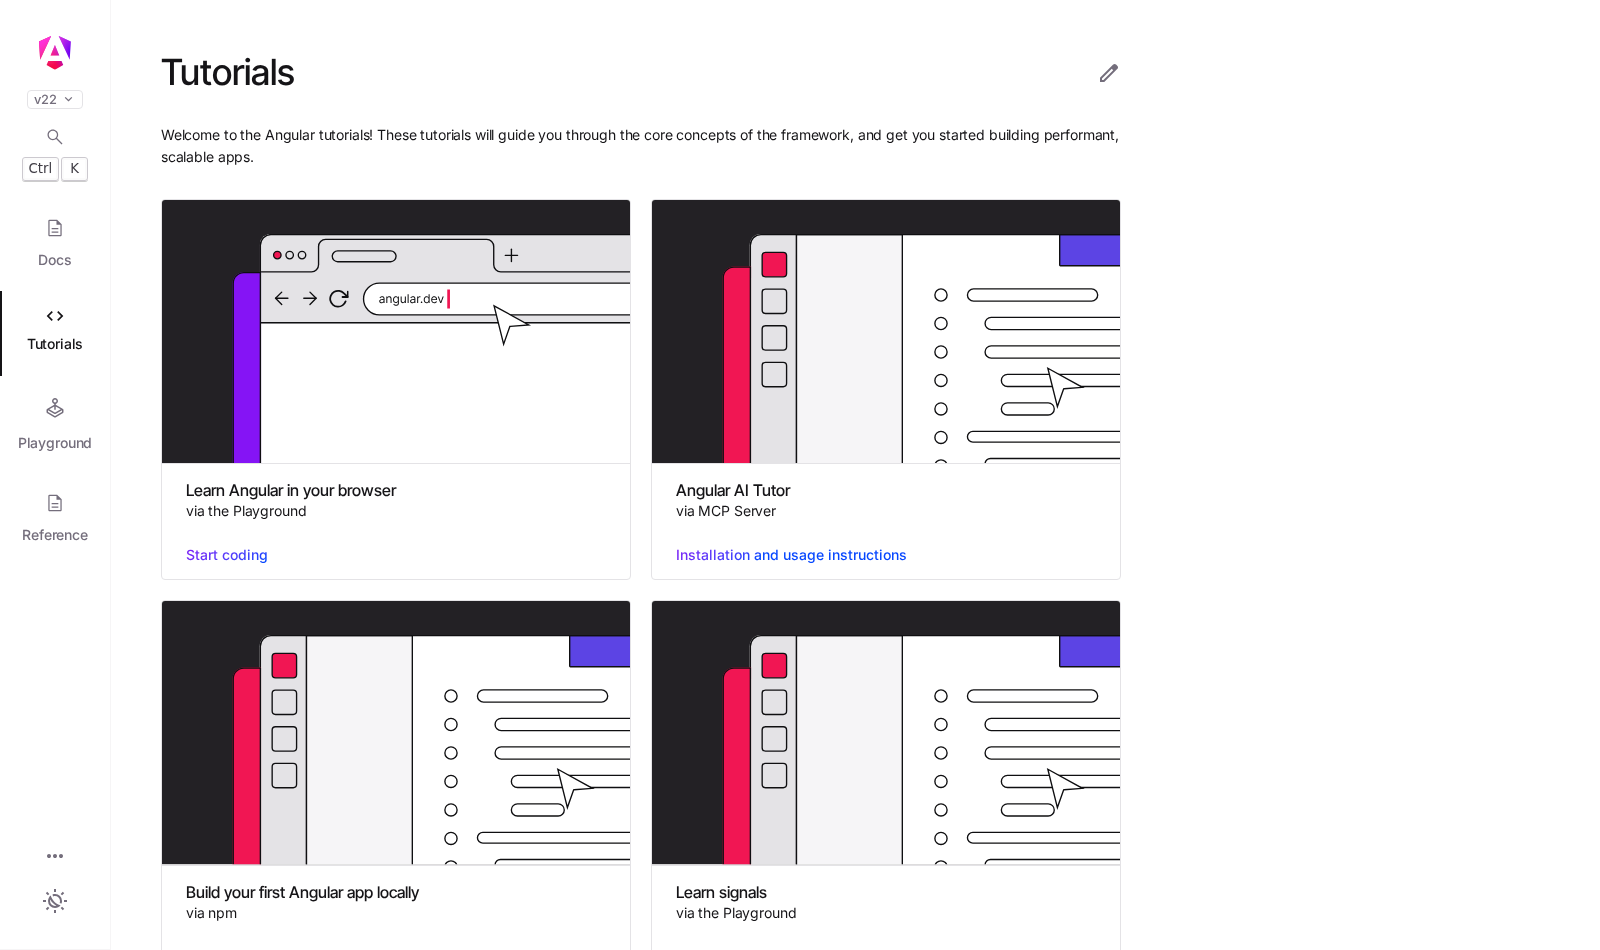 v22
Ctrl K
Docs
Tutorials
Playground
Reference
Tutorials
Welcome to the Angular tutorials! These tutorials will guide you through the core concepts of the framework, and get you started building performant,
scalable apps.
angular.dev
Learn Angular in your browser
via the Playground
Start coding
Angular AI Tutor
via MCP Server
Installation and usage instructions
Build your first Angular app locally
via npm
Learn signals
via the Playground